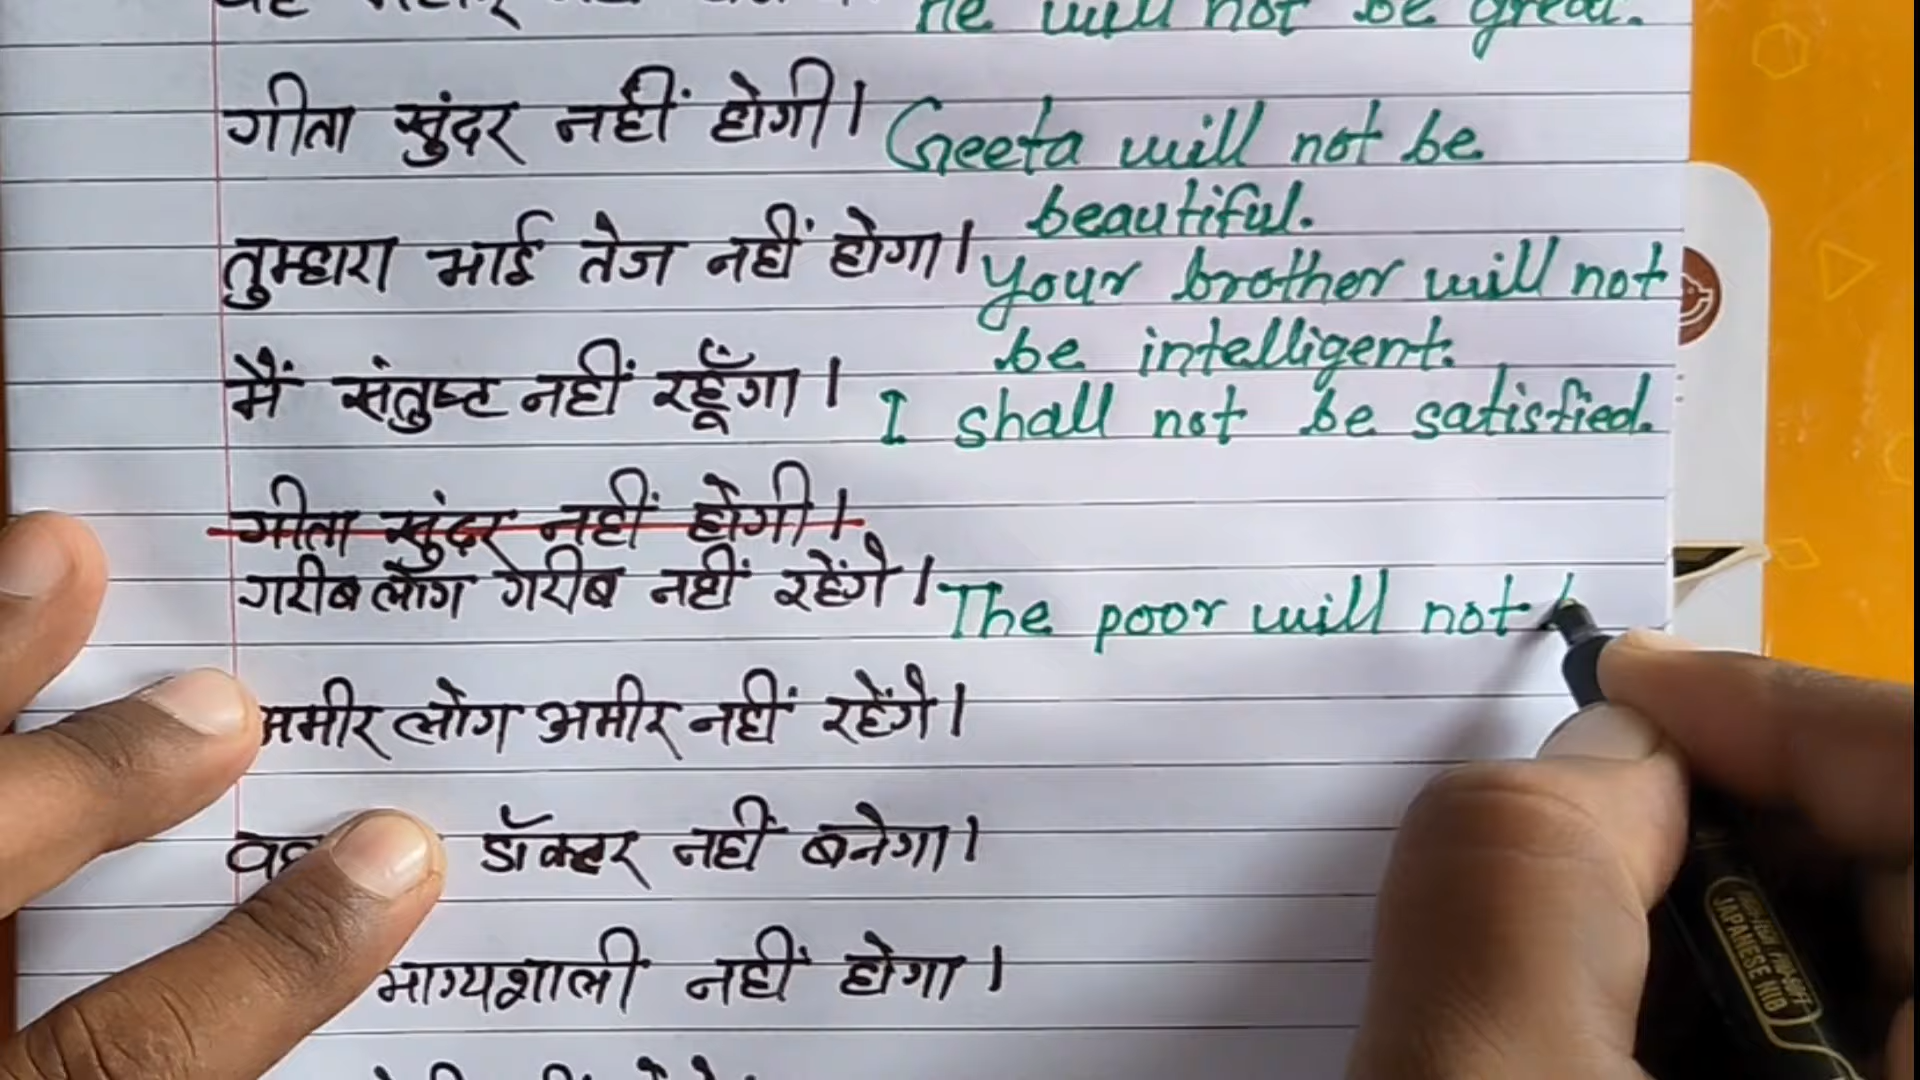 He will not be great.
गीता सुंदर नहीं होगी। Geeta will not be
beautiful.
तुम्हारा भाई तेज नहीं होगा। Your brother will not
be intelligent.
मैं संतुष्ट नहीं रहूँगा। I shall not be satisfied.
गीता सुंदर नहीं होगी।
गरीब लोग गरीब नहीं रहेंगे। The poor will not
अमीर लोग अमीर नहीं रहेंगे।
डॉक्टर नहीं बनेगा।
भाग्यशाली नहीं होगा।
JAPANESE NIB